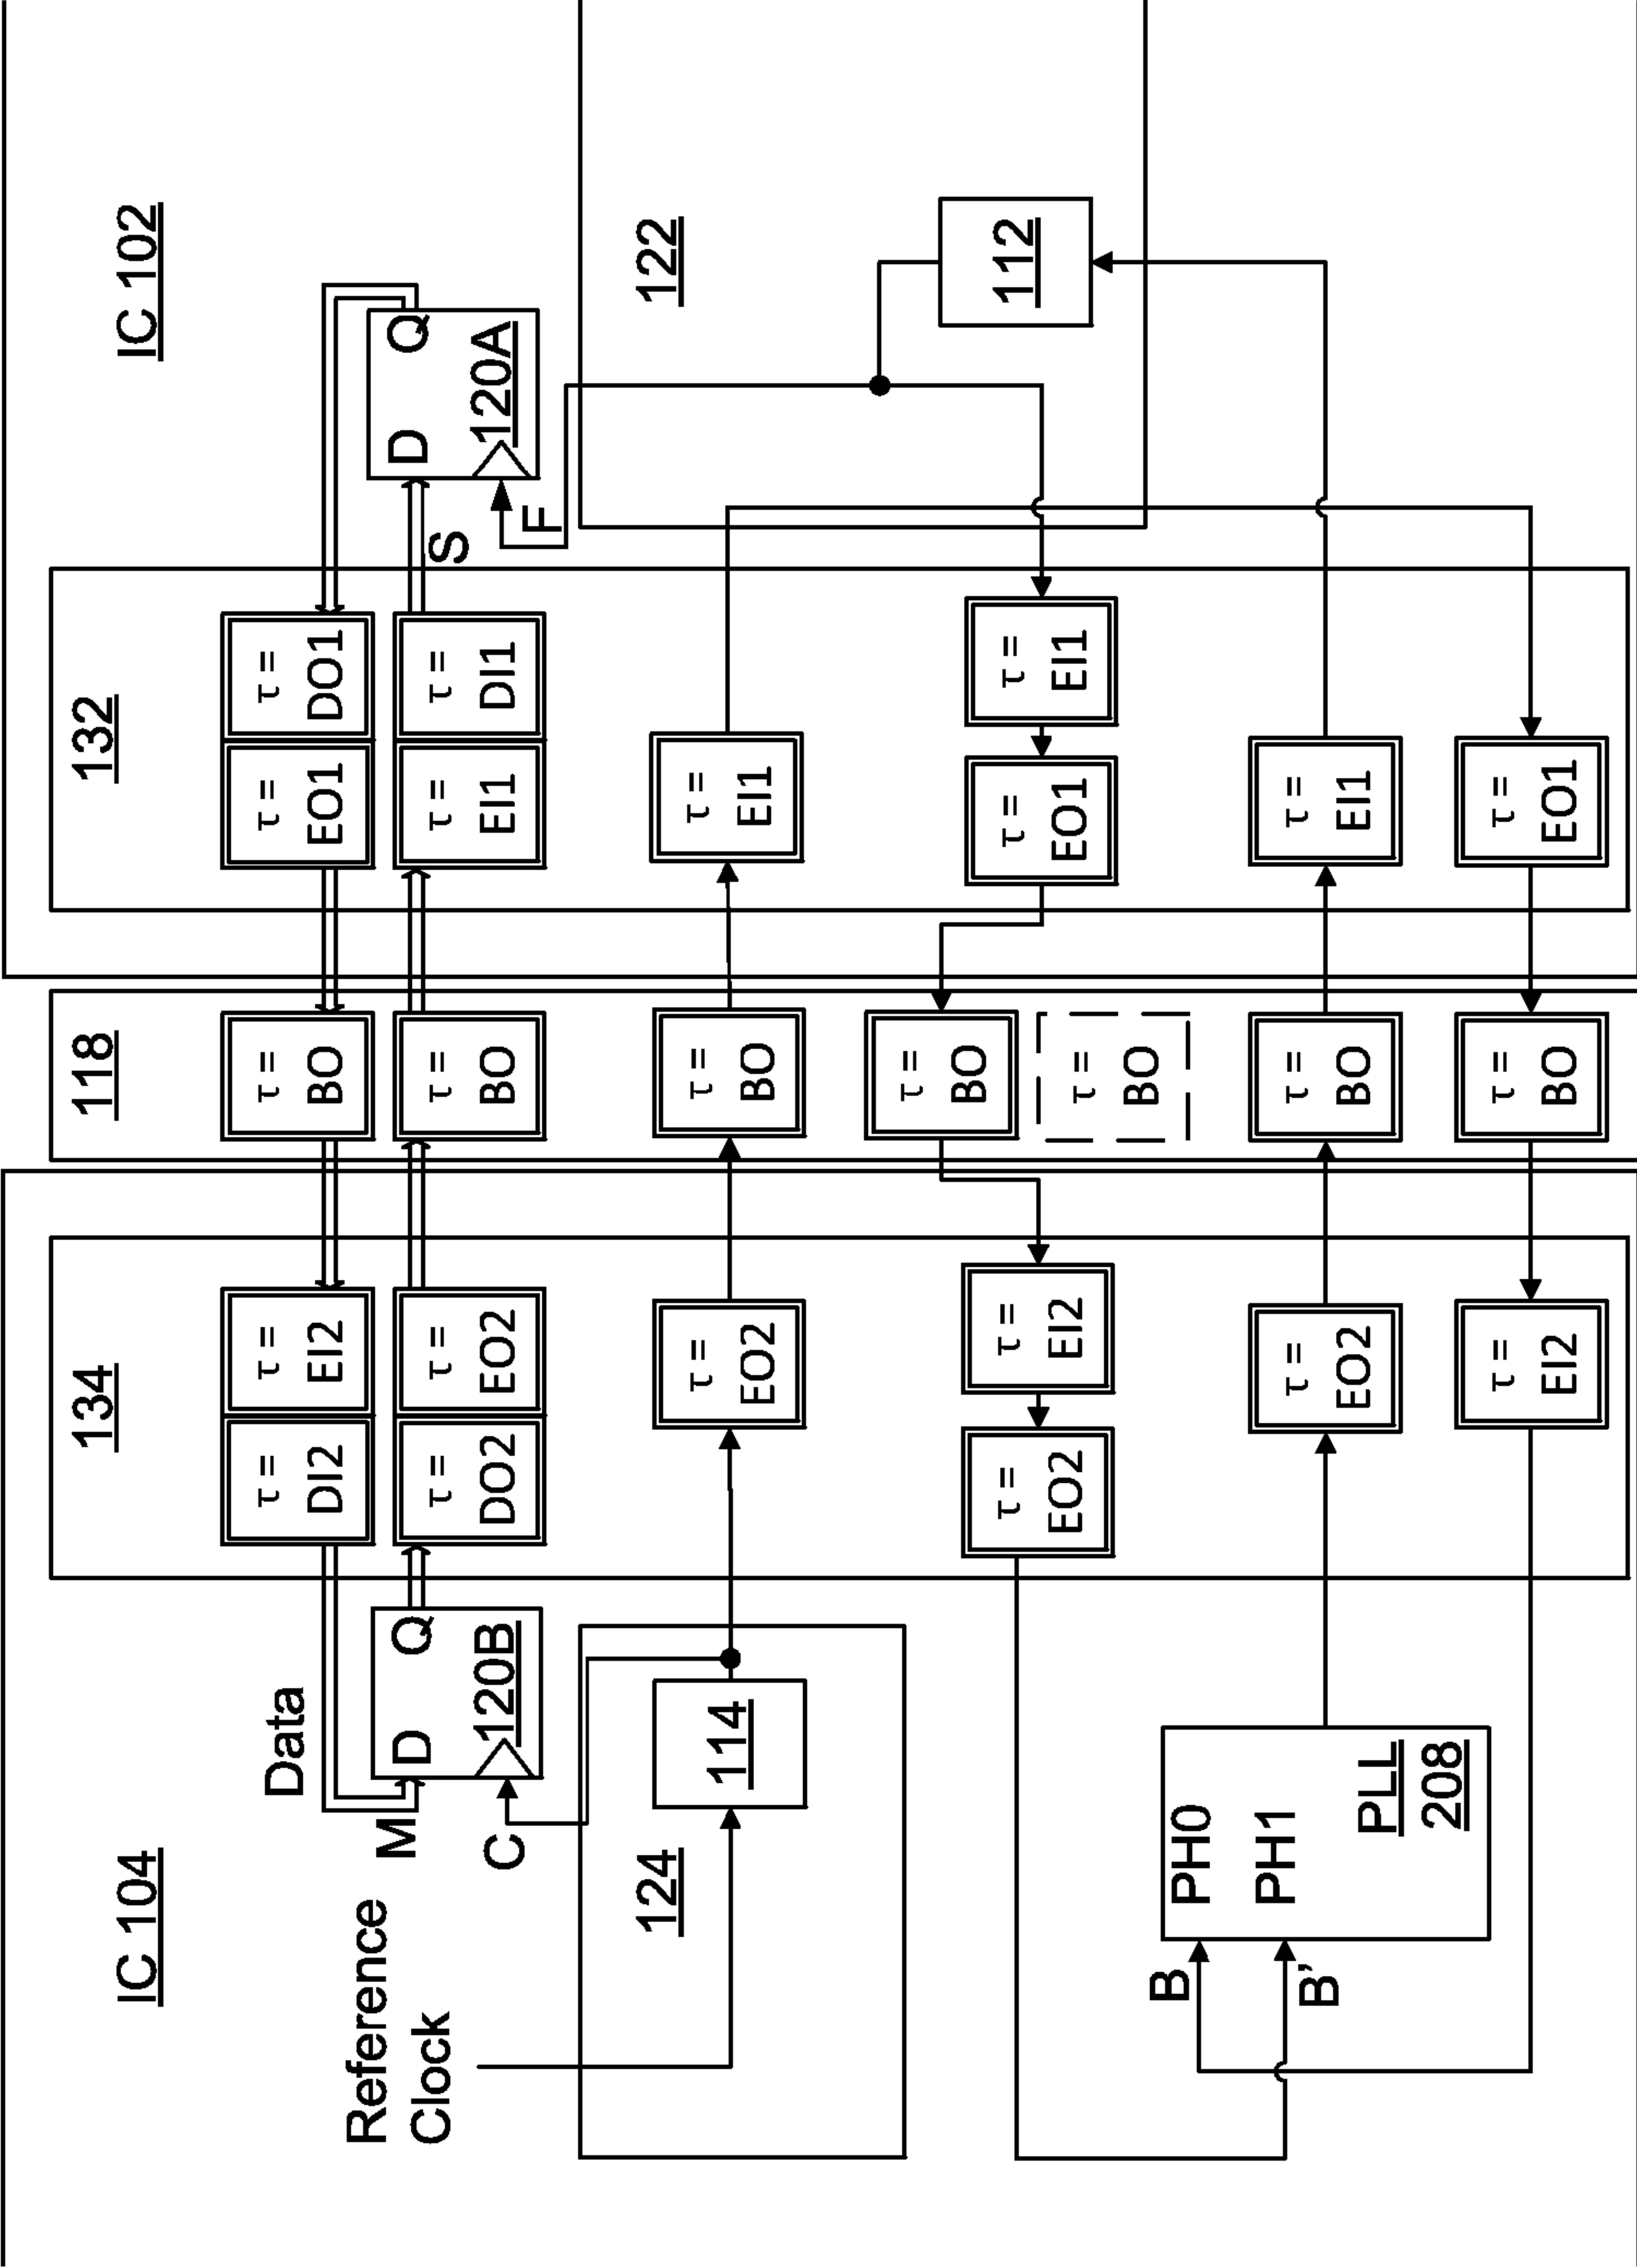 134
118
132
IC 104
IC 102
τ =
DI2
τ =
EI2
τ =
BO
τ =
EO1
τ =
DO1
Data
Reference
Clock
M
D
Q
120B
C
τ =
DO2
τ =
EO2
τ =
BO
τ =
EI1
τ =
DI1
S
D
Q
120A
F
124
114
τ =
EO2
τ =
BO
τ =
EI1
122
τ =
BO
τ =
EO2
τ =
EI2
τ =
BO
τ =
EO1
τ =
EI1
112
B
B'
PH0
PH1
PLL
208
τ =
EO2
τ =
BO
τ =
EI1
τ =
EI2
τ =
BO
τ =
EO1